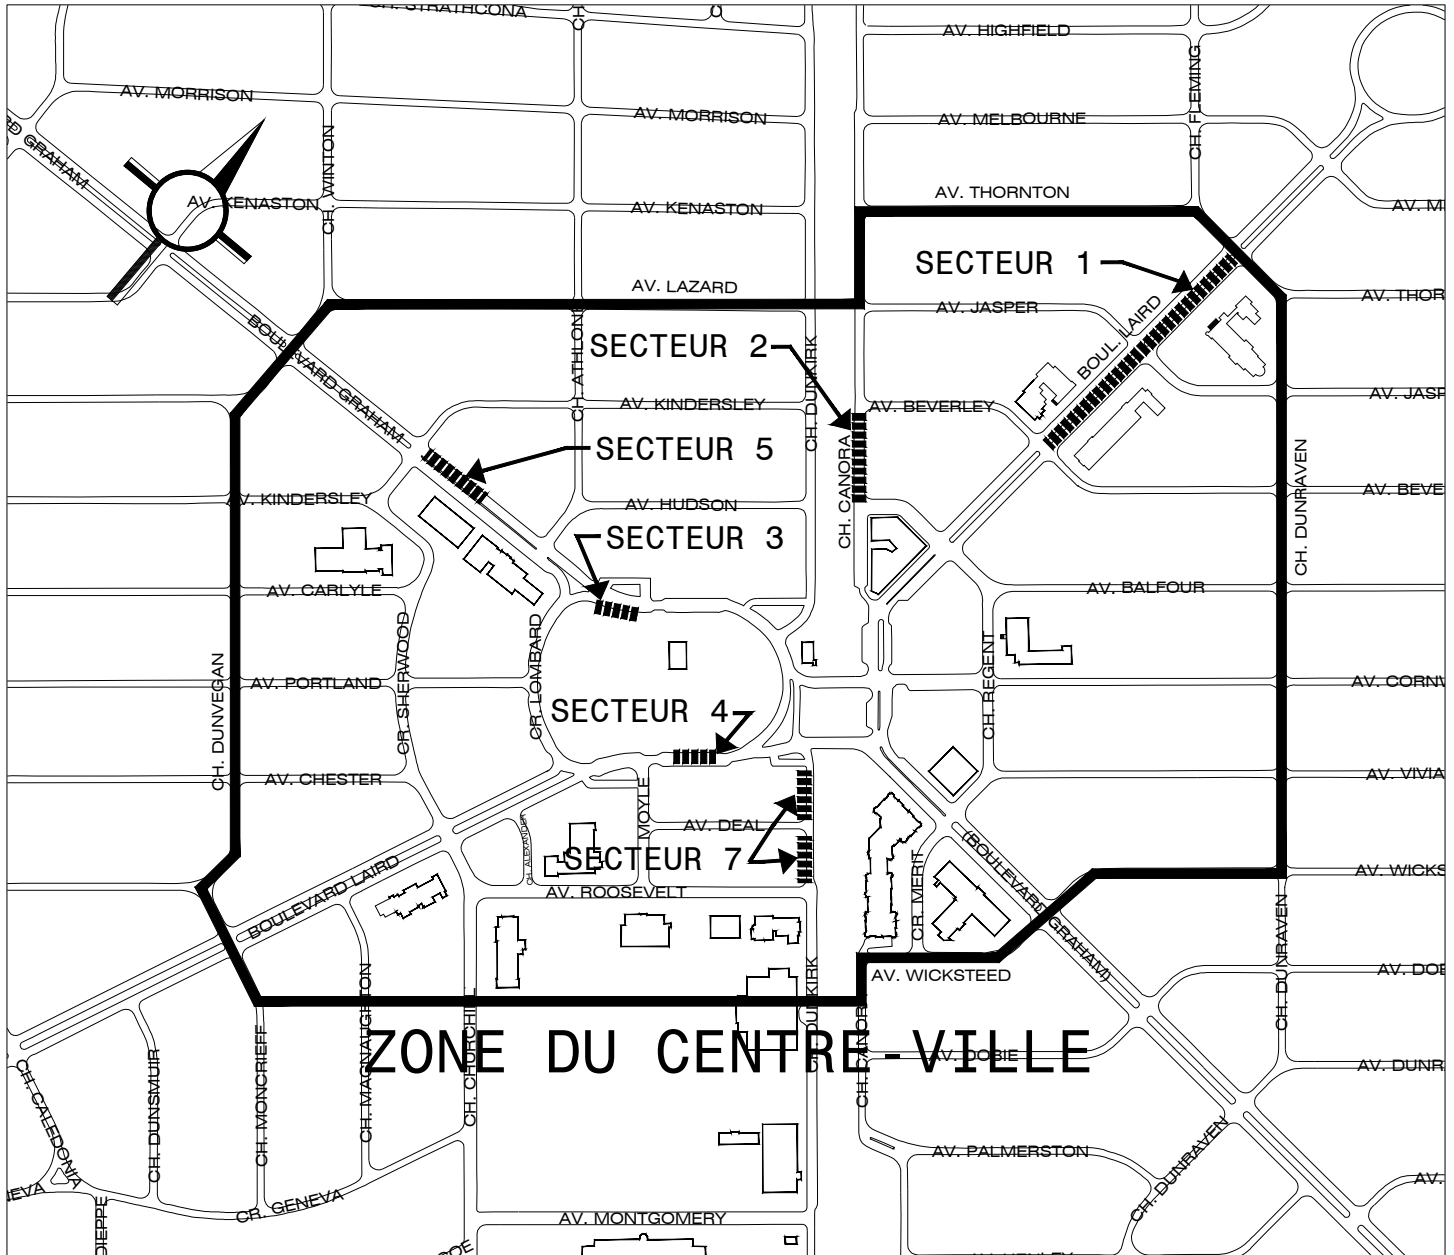 CH. STRATHCONA
AV. HIGHFIELD
AV. MORRISON
AV. MORRISON
AV. MELBOURNE
CH. FLEMING
CH. WINTON
AV. KENASTON
AV. KENASTON
AV. THORNTON
SECTEUR 1
AV. LAZARD
AV. JASPER
BOUL. LAIRD
BOULEVARD GRAHAM
CH. ATHLONE
SECTEUR 2
CH. DUNKIRK
AV. KINDERSLEY
AV. BEVERLEY
SECTEUR 5
CH. CANORA
CH. DUNRAVEN
AV. KINDERSLEY
AV. HUDSON
SECTEUR 3
AV. CARLYLE
AV. BALFOUR
CR. SHERWOOD
CR. LOMBARD
CH. REGENT
CH. DUNVEGAN
AV. PORTLAND
SECTEUR 4
AV. CHESTER
MOYLE
AV. DEAL
CH. ALEXANDER
SECTEUR 7
(BOULEVARD GRAHAM)
BOULEVARD LAIRD
AV. ROOSEVELT
CR. MERIT
AV. WICKSTEED
CH. DUNRAVEN
ZONE DU CENTRE-VILLE
AV. DOBIE
CH. CALEDONIA
CH. DUNSMUIR
CH. MONCRIEFF
CH. MACNAUGHTON
CH. CHURCHILL
AV. PALMERSTON
CH. DUNRAVEN
CR. GENEVA
AV. MONTGOMERY